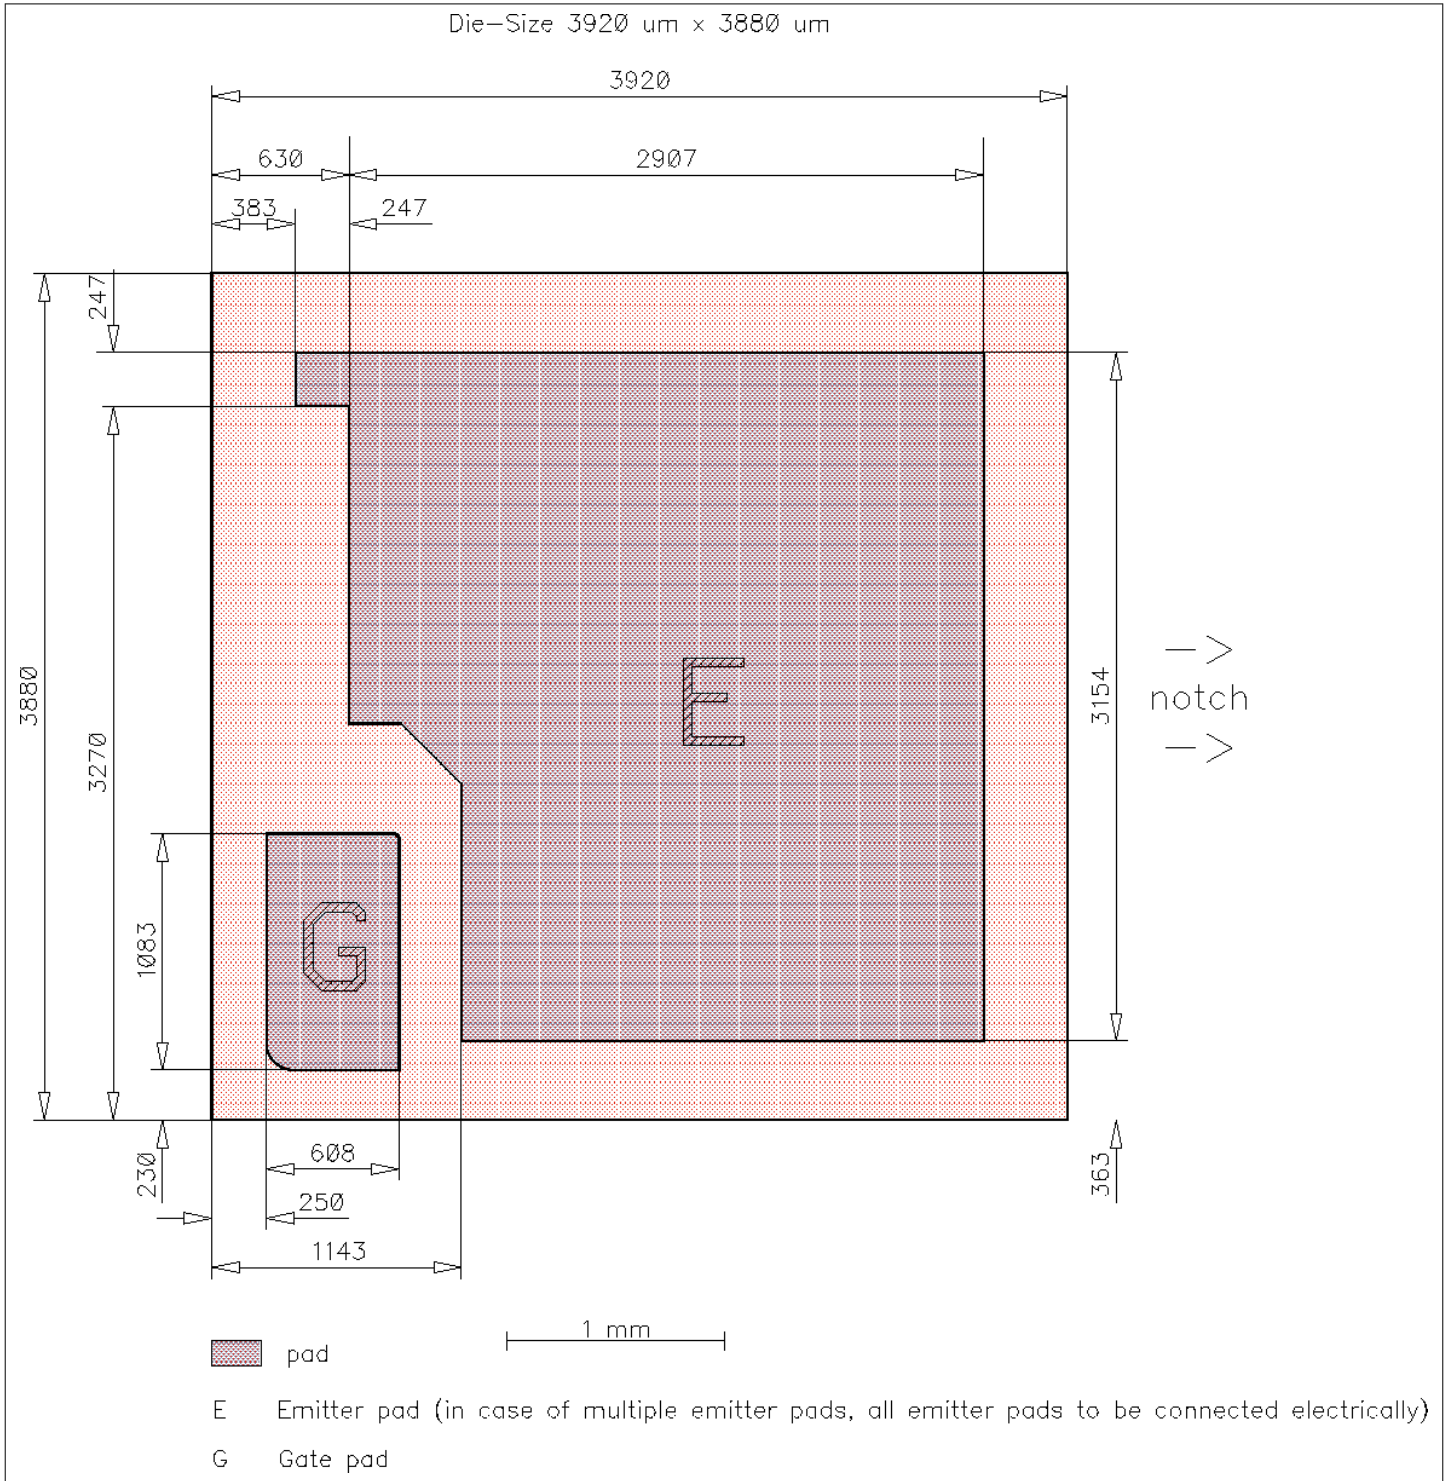 Die-Size 3920 um x 3880 um
3920
630
2907
383
247
247
3880
3270
3154
E
notch
G
1083
230
608
363
250
1143
1 mm
pad
E Emitter pad (in case of multiple emitter pads, all emitter pads to be connected electrically)
G Gate pad